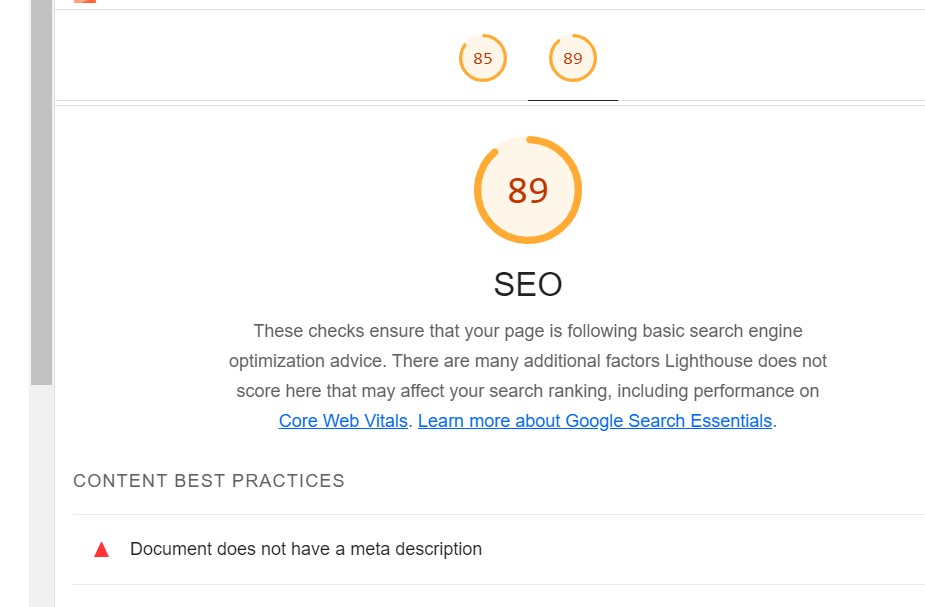 85 89
89
SEO
These checks ensure that your page is following basic search engine
optimization advice. There are many additional factors Lighthouse does not
score here that may affect your search ranking, including performance on
Core Web Vitals. Learn more about Google Search Essentials.
CONTENT BEST PRACTICES
Document does not have a meta description